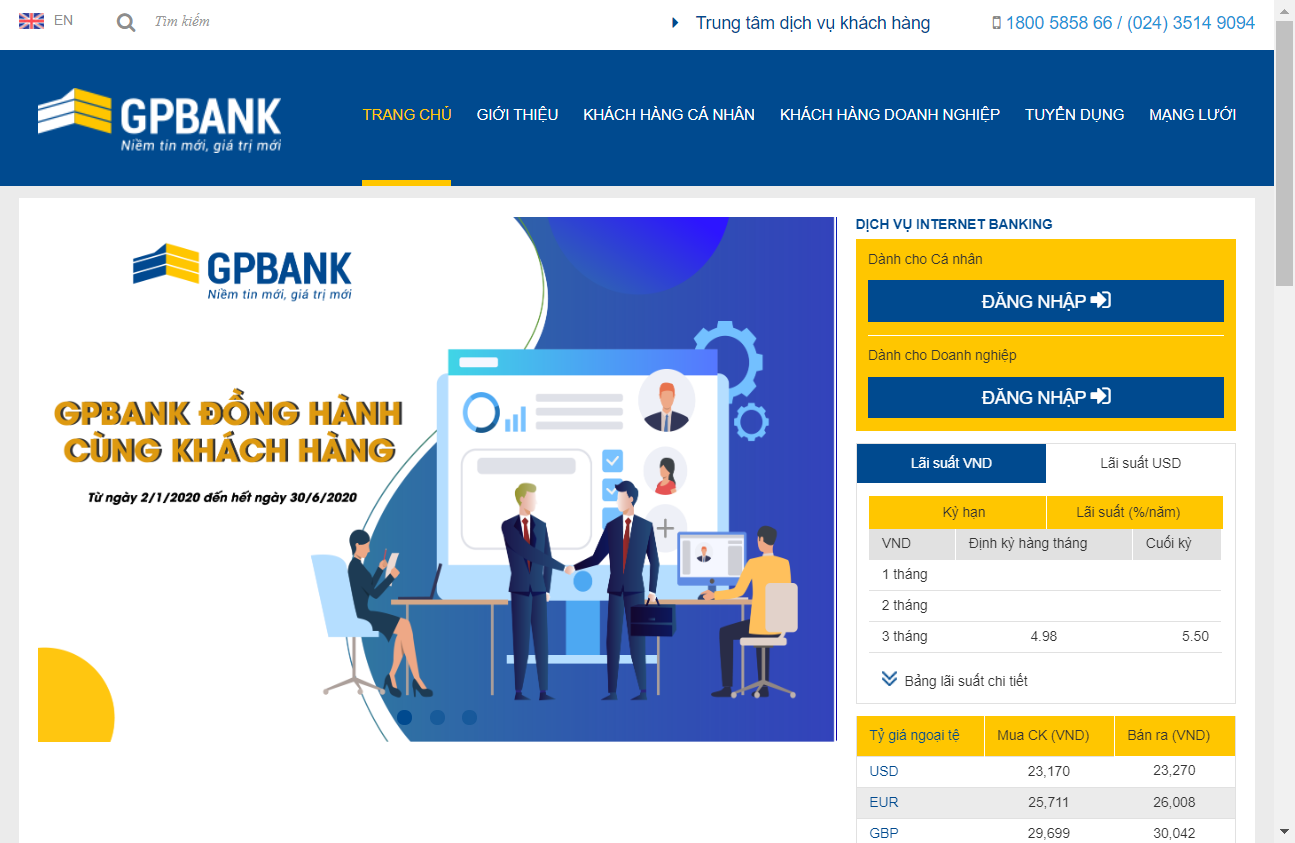 EN
Tìm kiếm
Trung tâm dịch vụ khách hàng
1800 5858 66 / (024) 3514 9094
GPBANK
Niềm tin mới, giá trị mới
TRANG CHỦ GIỚI THIỆU KHÁCH HÀNG CÁ NHÂN KHÁCH HÀNG DOANH NGHIỆP TUYỂN DỤNG MẠNG LƯỚI
GPBANK
Niềm tin mới, giá trị mới
GPBANK ĐỒNG HÀNH
CÙNG KHÁCH HÀNG
Từ ngày 2/1/2020 đến hết ngày 30/6/2020
DỊCH VỤ INTERNET BANKING
Dành cho Cá nhân
ĐĂNG NHẬP
Dành cho Doanh nghiệp
ĐĂNG NHẬP
Lãi suất VND Lãi suất USD
Kỳ hạn Lãi suất (%/năm)
VND Định kỳ hàng tháng Cuối kỳ
1 tháng
2 tháng
3 tháng 4.98 5.50
Bảng lãi suất chi tiết
Tỷ giá ngoại tệ Mua CK (VND) Bán ra (VND)
USD 23,170 23,270
EUR 25,711 26,008
GBP 29,699 30,042